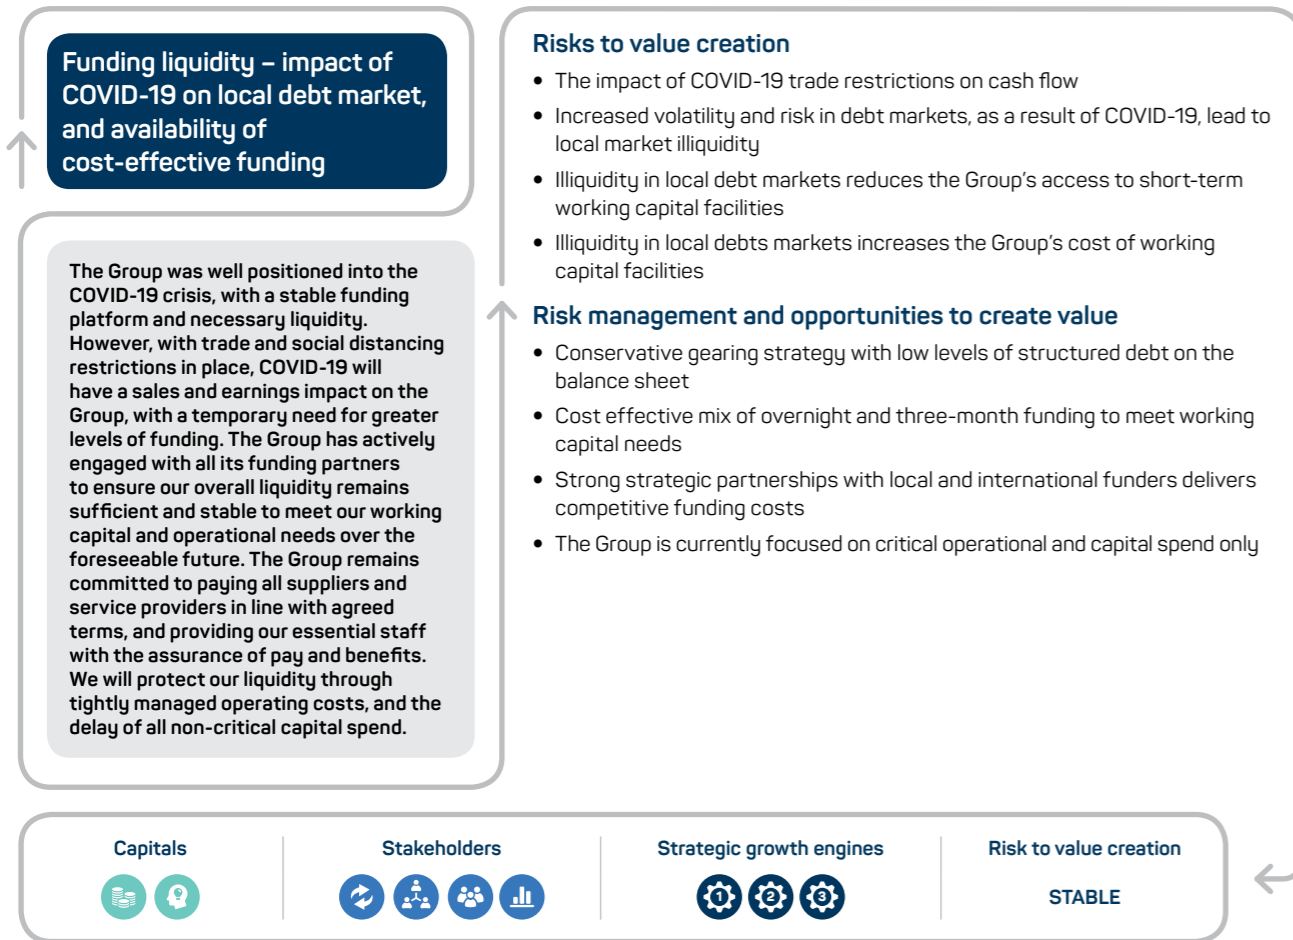 Funding liquidity – impact of
COVID-19 on local debt market,
and availability of
cost-effective funding
The Group was well positioned into the
COVID-19 crisis, with a stable funding
platform and necessary liquidity.
However, with trade and social distancing
restrictions in place, COVID-19 will
have a sales and earnings impact on the
Group, with a temporary need for greater
levels of funding. The Group has actively
engaged with all its funding partners
to ensure our overall liquidity remains
sufficient and stable to meet our working
capital and operational needs over the
foreseeable future. The Group remains
committed to paying all suppliers and
service providers in line with agreed
terms, and providing our essential staff
with the assurance of pay and benefits.
We will protect our liquidity through
tightly managed operating costs, and the
delay of all non-critical capital spend.
Risks to value creation
• The impact of COVID-19 trade restrictions on cash flow
• Increased volatility and risk in debt markets, as a result of COVID-19, lead to
local market illiquidity
• Illiquidity in local debt markets reduces the Group's access to short-term
working capital facilities
• Illiquidity in local debts markets increases the Group's cost of working
capital facilities
Risk management and opportunities to create value
• Conservative gearing strategy with low levels of structured debt on the
balance sheet
• Cost effective mix of overnight and three-month funding to meet working
capital needs
• Strong strategic partnerships with local and international funders delivers
competitive funding costs
• The Group is currently focused on critical operational and capital spend only
Capitals
Stakeholders
Strategic growth engines
1 2 3
Risk to value creation
STABLE